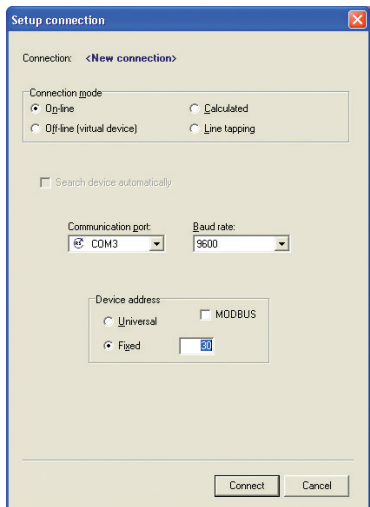 Setup connection
Connection: <New connection>
Connection mode
On-line
Calculated
Off-line (virtual device)
Line tapping
Search device automatically
Communication port:
Baud rate:
COM3
9600
Device address
Universal
MODBUS
Fixed
30
Connect
Cancel